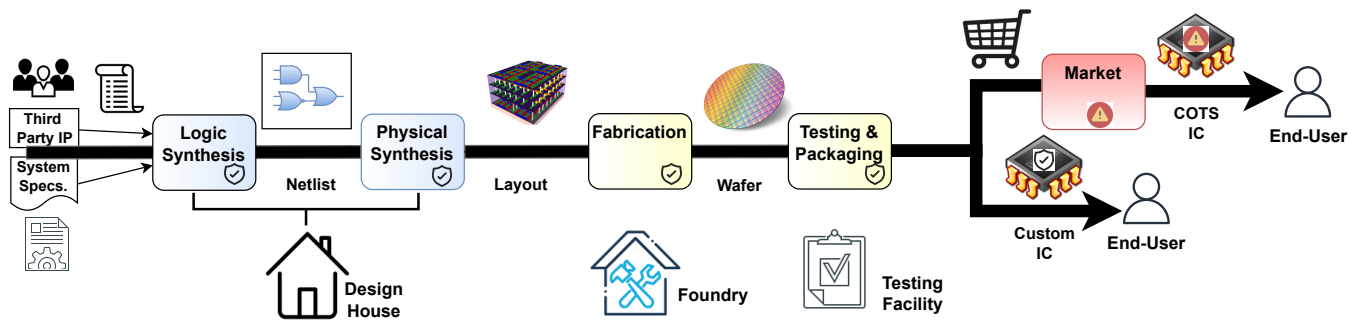 Third
Party IP
System
Specs.
Logic
Synthesis
Netlist
Physical
Synthesis
Design
House
Layout
Fabrication
Foundry
Wafer
Testing &
Packaging
Testing
Facility
Market
COTS
IC
End-User
Custom
IC
End-User